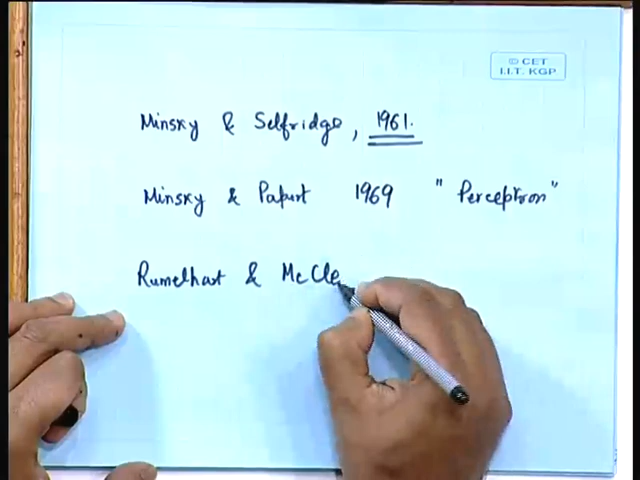 © CET
I.I.T. KGP
Minsky & Selfridge, 1961.
Minsky & Papert 1969 "Perceptron"
Rumelhart & McCle